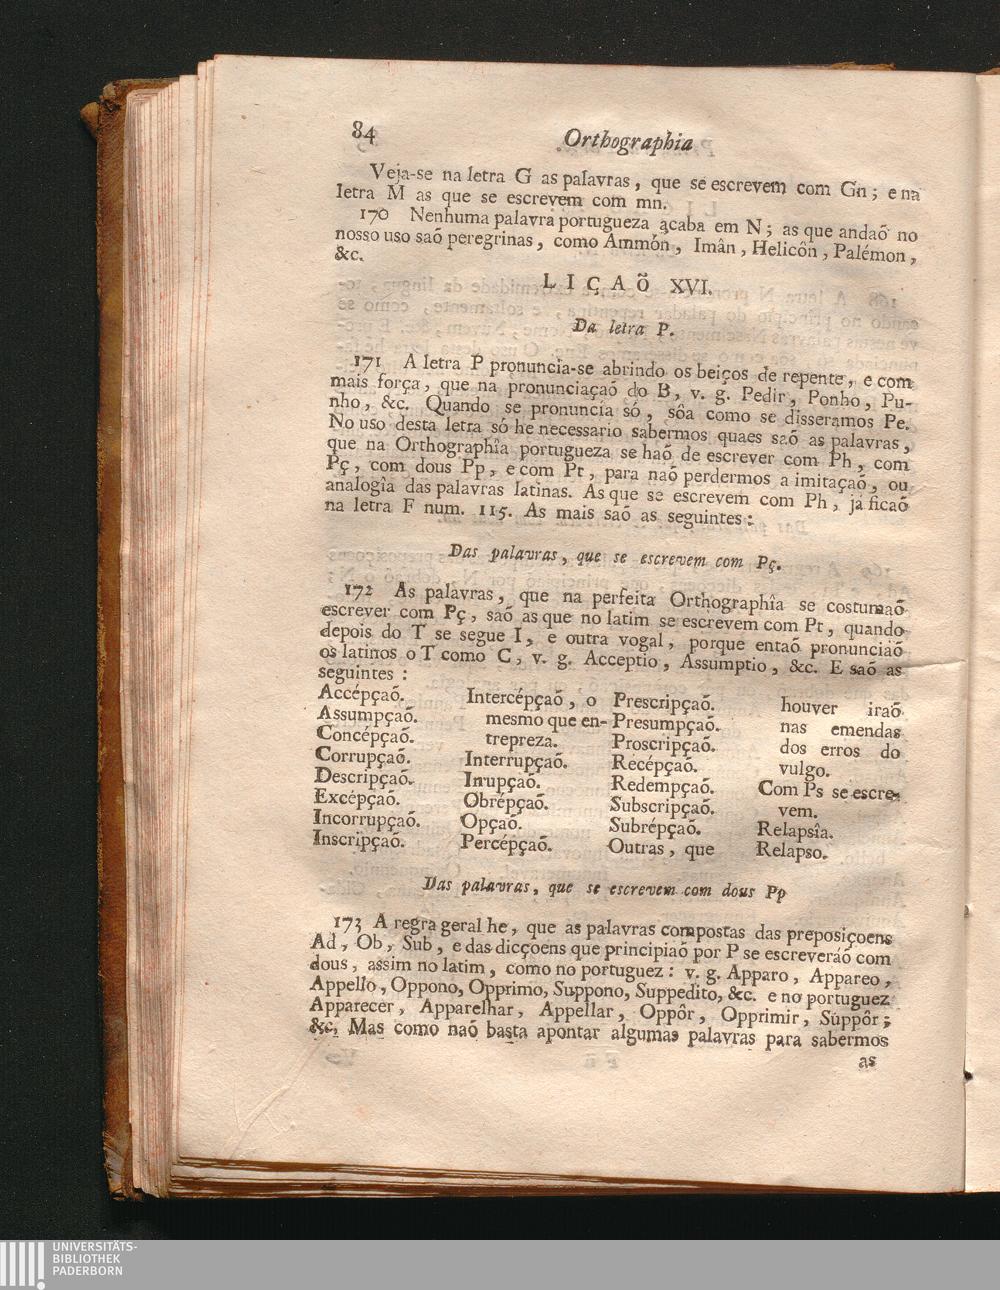 84
Orthographia
Veja-se na letra G as palavras, que se escrevem com Gn; e na
letra M as que se escrevem com mn.
170 Nenhuma palavra portugueza acaba em N; as que andaõ no
nosso uso saõ peregrinas, como Ammón, Imân, Helicôn, Palémon,
&c.
LIÇAÕ XVI.
Da letra P.
171 A letra P pronuncia-se abrindo os beiços de repente, e com
mais força, que na pronunciaçaõ do B, v. g. Pedir, Ponho, Pu-
nho, &c. Quando se pronuncia só, sôa como se disseramos Pe.
No uso desta letra só he necessario sabermos quaes saõ as palavras,
que na Orthographîa portugueza se haõ de escrever com Ph, com
Pç, com dous Pp, e com Pt, para naõ perdermos a imitaçaõ, ou
analogîa das palavras latinas. As que se escrevem com Ph, já ficaõ
na letra F num. 115. As mais saõ as seguintes:
Das palavras, que se escrevem com Pç.
172 As palavras, que na perfeita Orthographîa se costumaõ
escrever com Pç, saõ as que no latim se escrevem com Pt, quando
depois do T se segue I, e outra vogal, porque entaõ pronunciaõ
os latinos o T como C, v. g. Acceptio, Assumptio, &c. E saõ as
seguintes:
Accépçaõ.
Assumpçaõ.
Concépçaõ.
Corrupçaõ.
Descripçaõ.
Excépçaõ.
Incorrupçaõ.
Inscripçaõ.
Intercépçaõ, o
mesmo que en-
trepreza.
Interrupçaõ.
Irrupçaõ.
Obrépçaõ.
Opçaõ.
Percépçaõ.
Prescripçaõ.
Presumpçaõ.
Proscripçaõ.
Recépçaõ.
Redempçaõ.
Subscripçaõ.
Subrépçaõ.
Outras, que
houver iraõ
nas emendas
dos erros do
vulgo.
Com Ps se escre-
vem.
Relapsîa.
Relapso.
Das palavras, que se escrevem com dous Pp
173 A regra geral he, que as palavras compostas das preposiçoens
Ad, Ob, Sub, e das dicçoens que principiaõ por P se escreveráõ com
dous, assim no latim, como no portuguez: v. g. Apparo, Appareo,
Appello, Oppono, Opprimo, Suppono, Suppedito, &c. e no portuguez
Apparecer, Apparelhar, Appellar, Oppôr, Opprimir, Suppôr;
&c. Mas como naõ basta apontar algumas palavras para sabermos
as
UNIVERSITÄTS-
BIBLIOTHEK
PADERBORN